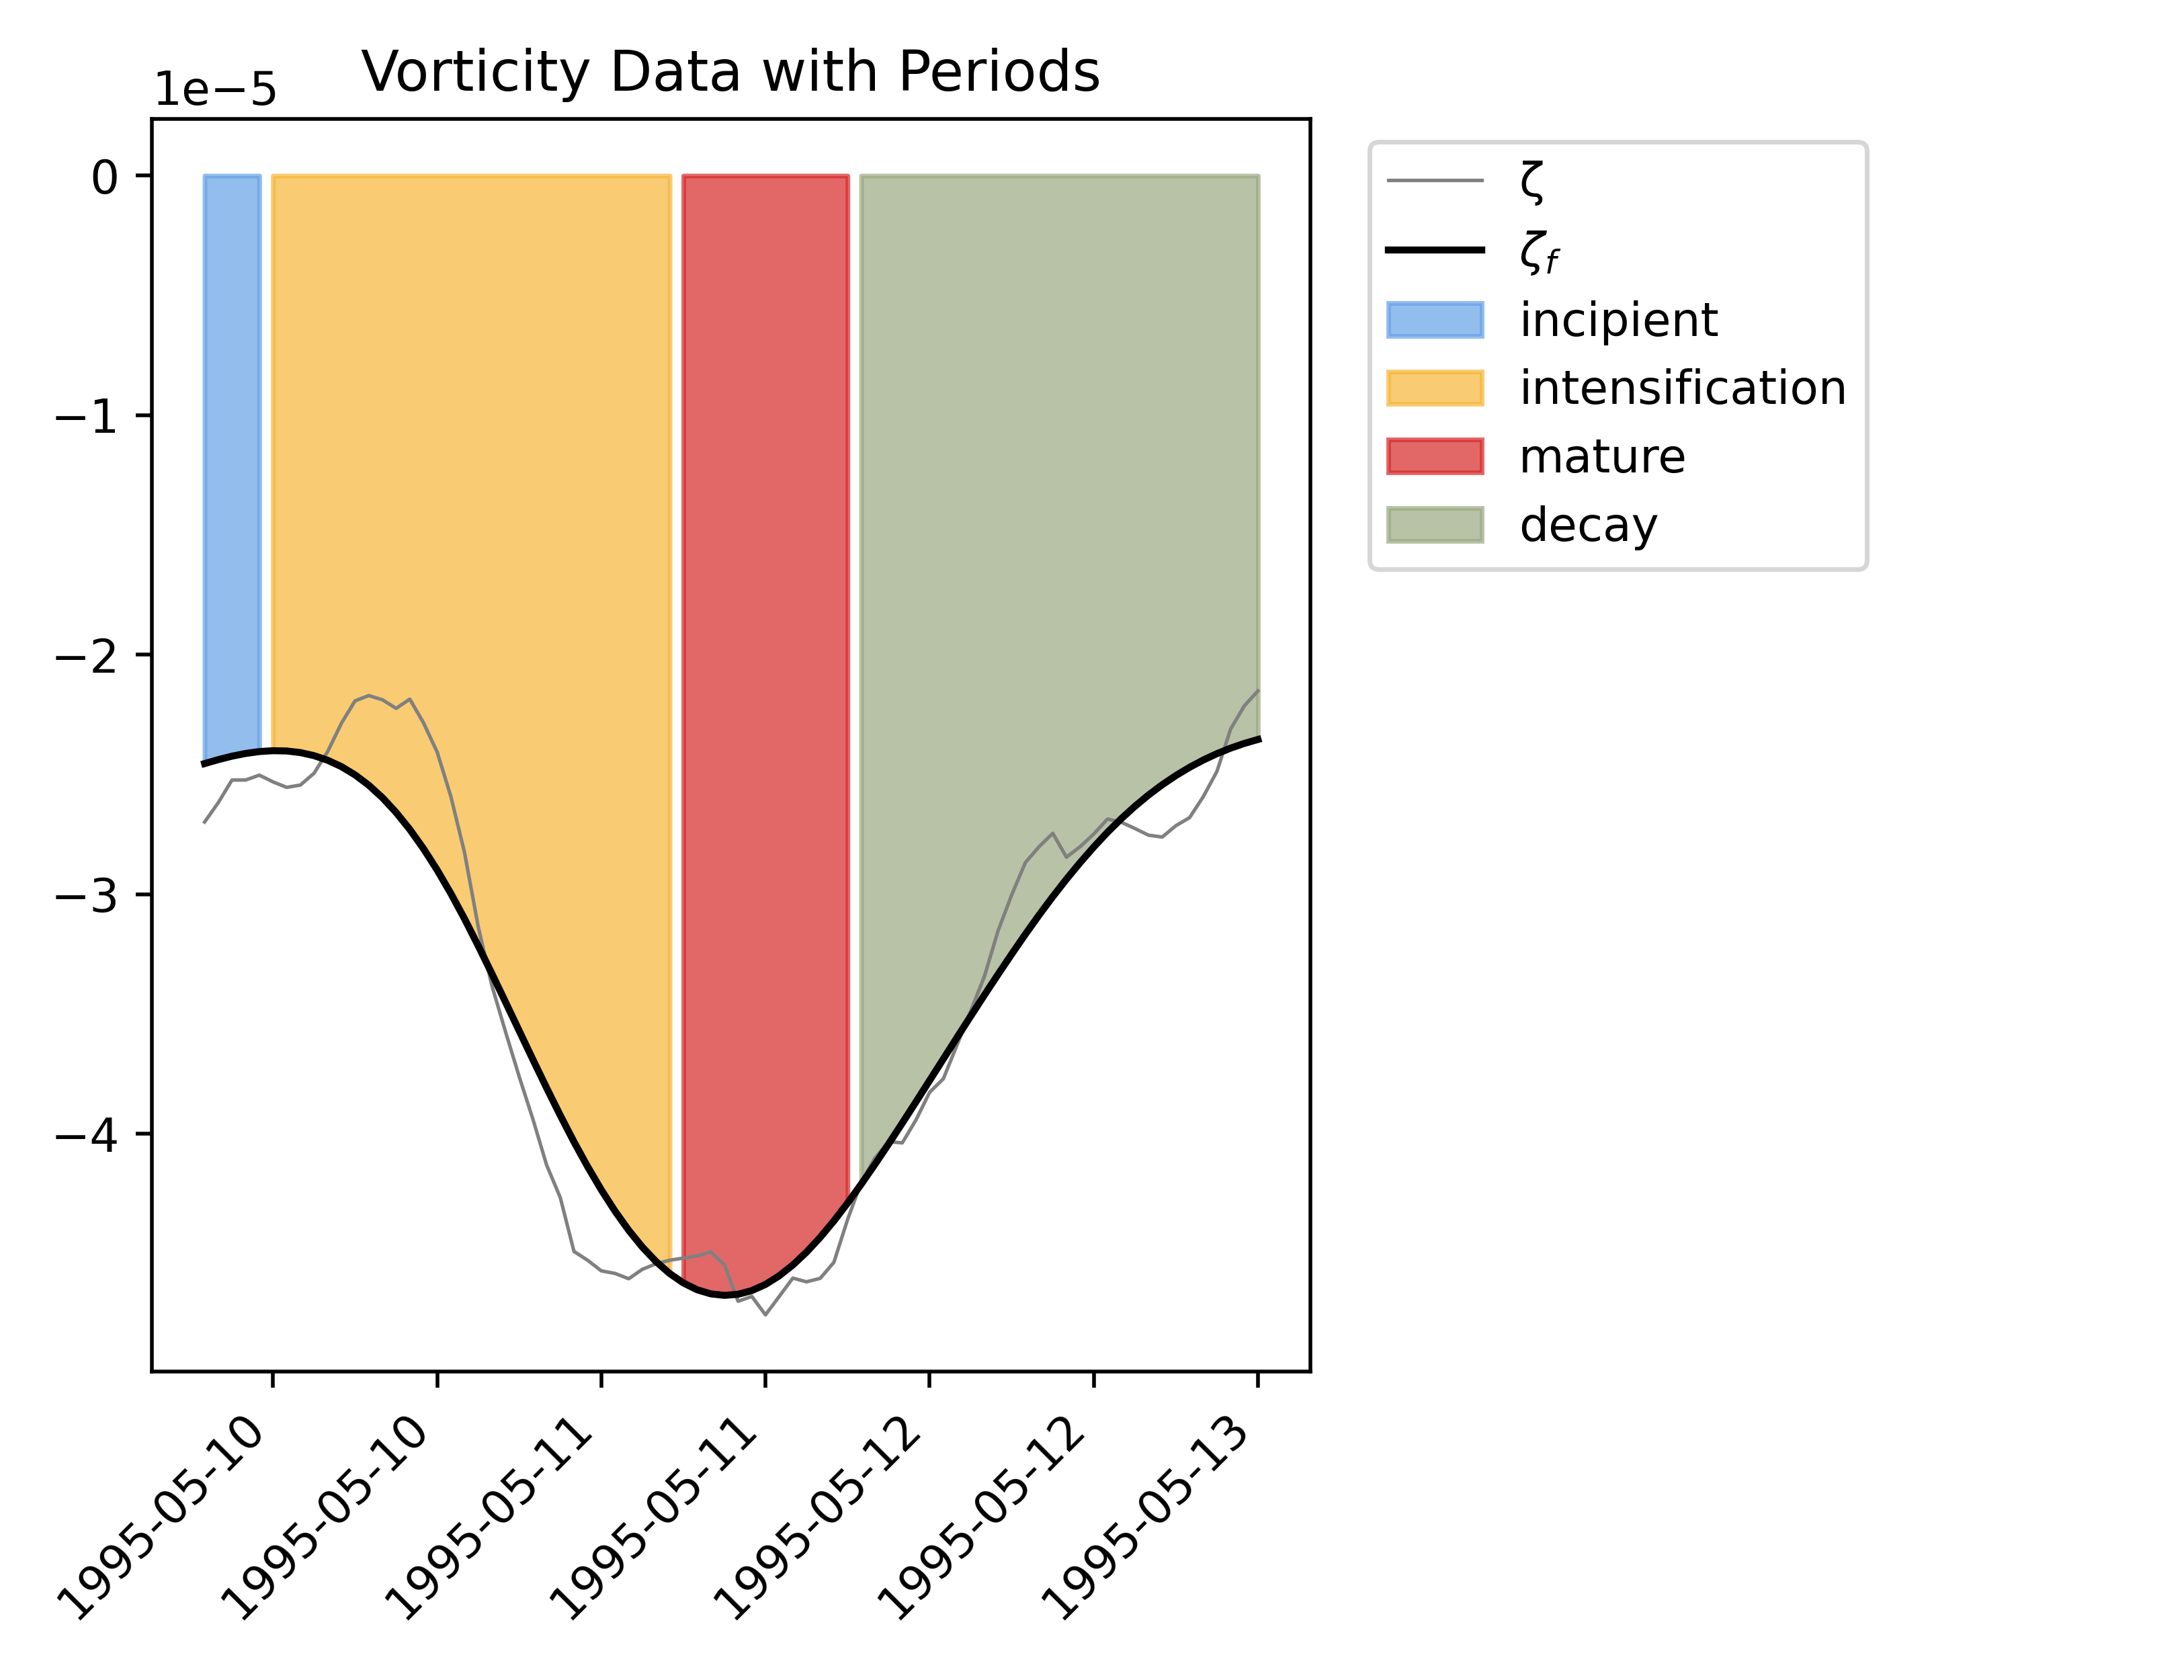 Vorticity Data with Periods
1e−5
0
−1
−2
−3
−4
1995-05-10
1995-05-10
1995-05-11
1995-05-11
1995-05-12
1995-05-12
1995-05-13
ζ
ζf
incipient
intensification
mature
decay